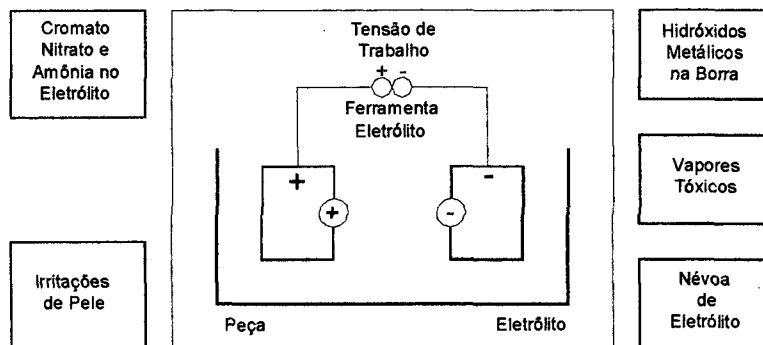 Cromato
Nitrato e
Amônia no
Eletrólito
Irritações
de Pele
Tensão de
Trabalho
+ -
Ferramenta
Eletrólito
+ -
+ -
Peça Eletrólito
Hidróxidos
Metálicos
na Borra
Vapores
Tóxicos
Névoa
de
Eletrólito